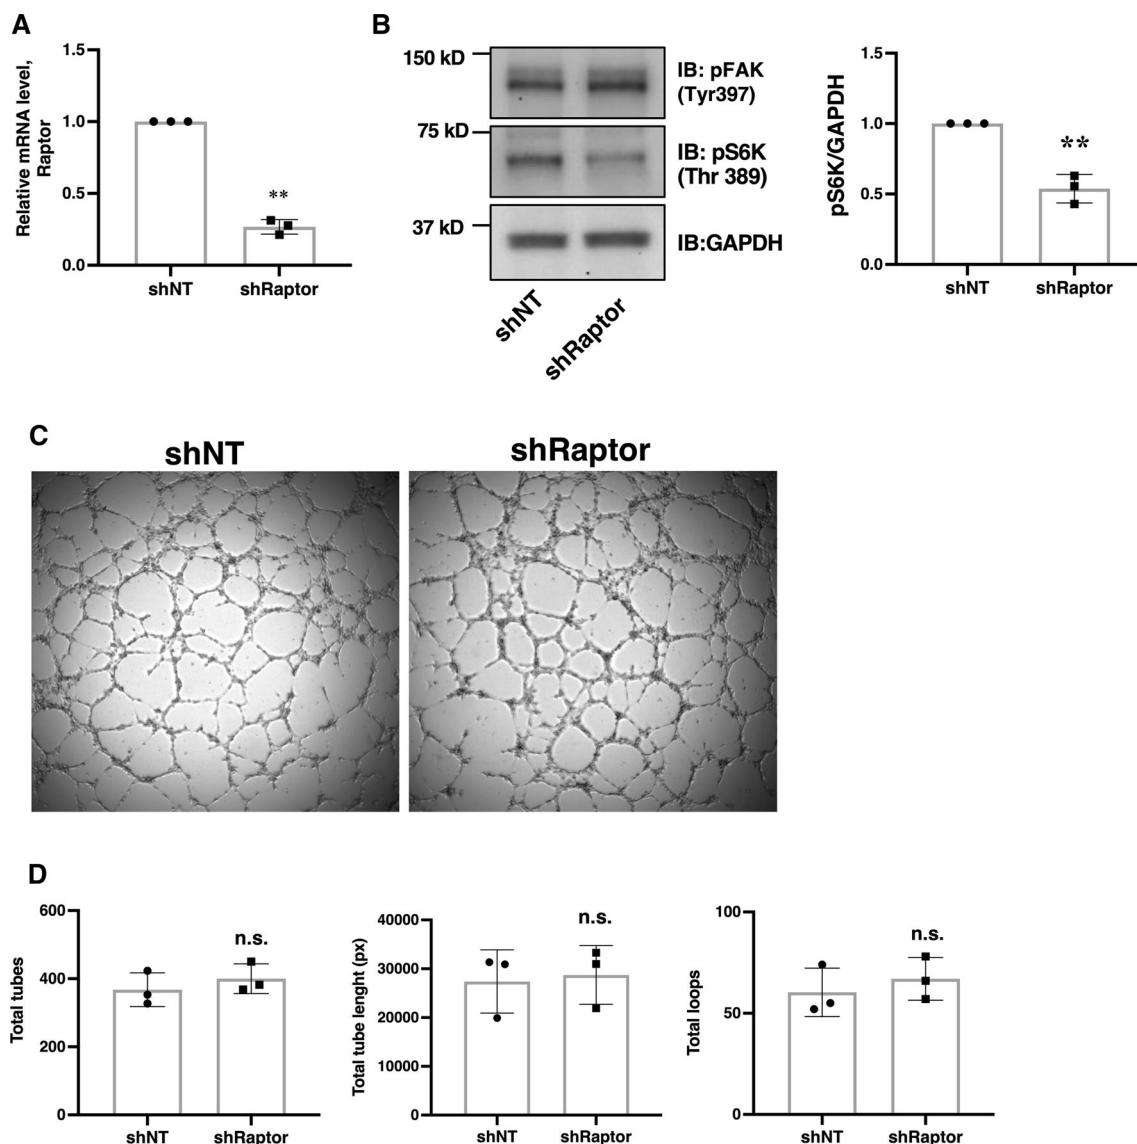 A
Relative mRNA level,
Raptor
1.5
1.0
0.5
0.0
**
shNT
shRaptor
B
150 kD
75 kD
37 kD
IB: pFAK
(Tyr397)
IB: pS6K
(Thr 389)
IB:GAPDH
shNT
shRaptor
pS6K/GAPDH
1.5
1.0
0.5
0.0
**
shNT
shRaptor
C
shNT
shRaptor
D
Total tubes
600
400
200
0
n.s.
shNT
shRaptor
Total tube lenght (px)
40000
30000
20000
10000
0
n.s.
shNT
shRaptor
Total loops
100
50
0
n.s.
shNT
shRaptor